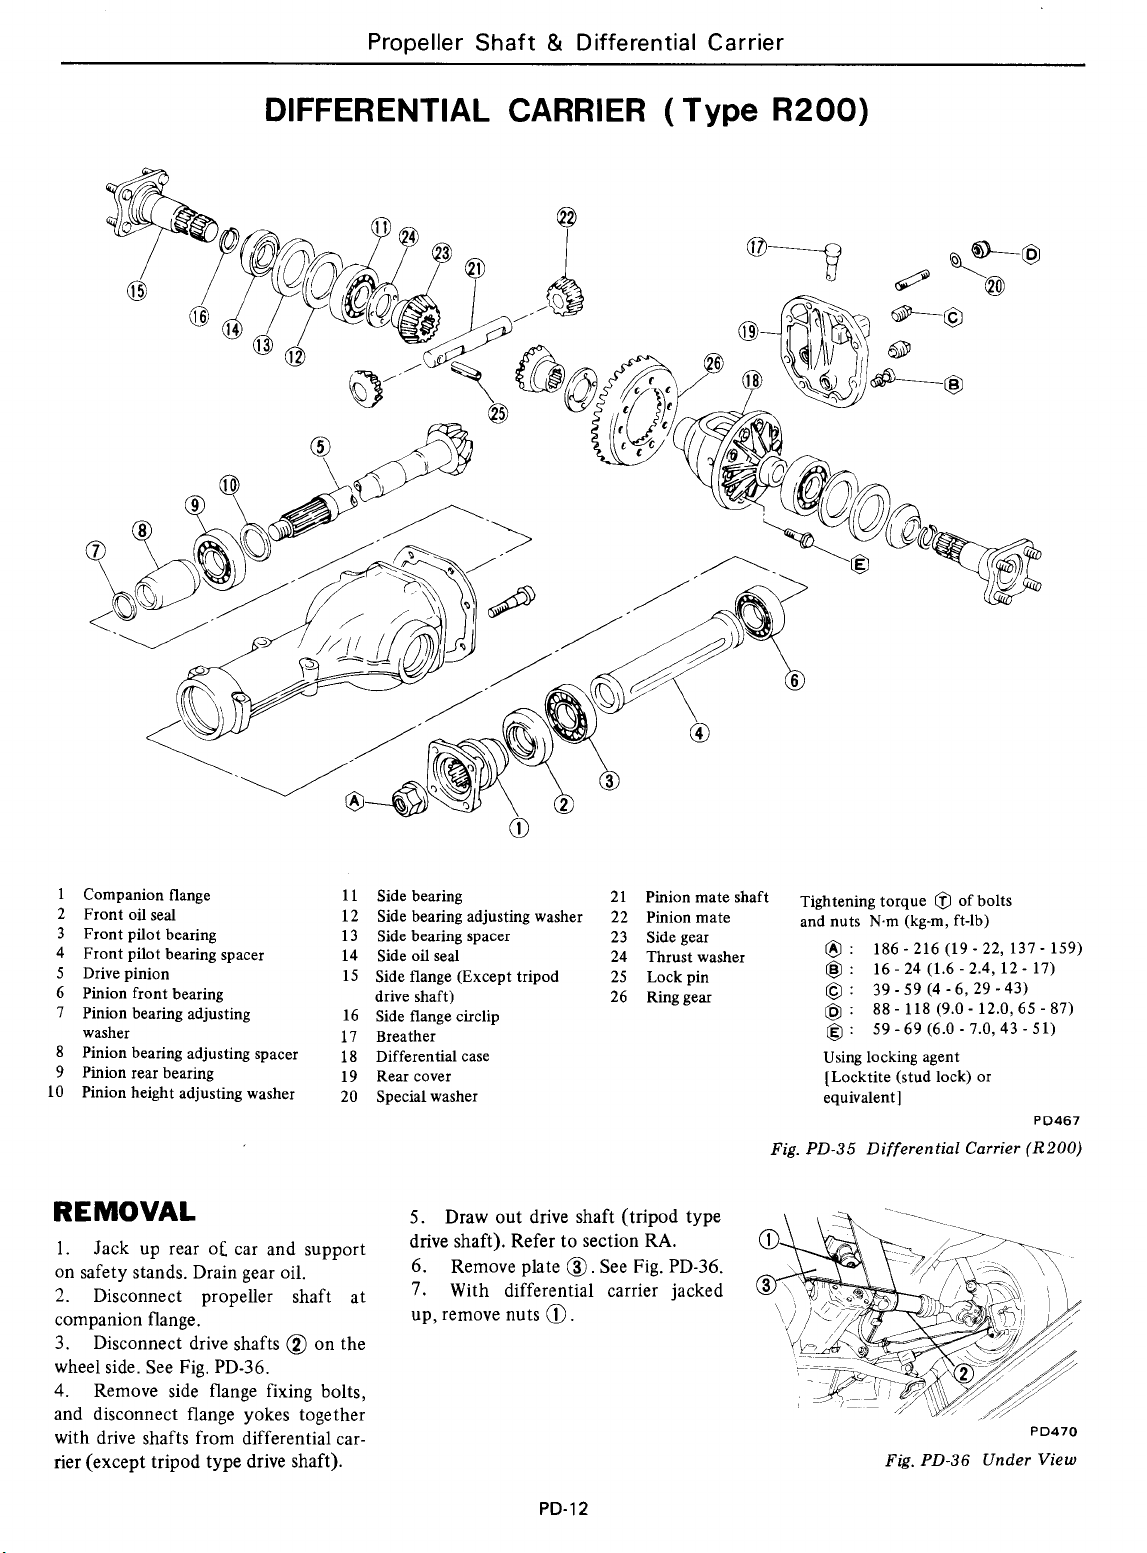 Propeller Shaft & Differential Carrier
DIFFERENTIAL CARRIER (Type R200)
22
11
24
23
21
17
D
20
15
16
14
13
12
C
19
B
26
18
25
5
10
9
8
7
E
6
4
3
2
A
1
1 Companion flange
2 Front oil seal
3 Front pilot bearing
4 Front pilot bearing spacer
5 Drive pinion
6 Pinion front bearing
7 Pinion bearing adjusting
washer
8 Pinion bearing adjusting spacer
9 Pinion rear bearing
10 Pinion height adjusting washer
11 Side bearing
12 Side bearing adjusting washer
13 Side bearing spacer
14 Side oil seal
15 Side flange (Except tripod
drive shaft)
16 Side flange circlip
17 Breather
18 Differential case
19 Rear cover
20 Special washer
21 Pinion mate shaft
22 Pinion mate
23 Side gear
24 Thrust washer
25 Lock pin
26 Ring gear
Tightening torque Ⓣ of bolts
and nuts N·m (kg-m, ft-lb)
Ⓐ : 186 - 216 (19 - 22, 137 - 159)
Ⓑ : 16 - 24 (1.6 - 2.4, 12 - 17)
Ⓒ : 39 - 59 (4 - 6, 29 - 43)
Ⓓ : 88 - 118 (9.0 - 12.0, 65 - 87)
Ⓔ : 59 - 69 (6.0 - 7.0, 43 - 51)
Using locking agent
[Locktite (stud lock) or
equivalent]
PD467
Fig. PD-35 Differential Carrier (R200)
REMOVAL
1. Jack up rear of car and support
on safety stands. Drain gear oil.
2. Disconnect propeller shaft at
companion flange.
3. Disconnect drive shafts ② on the
wheel side. See Fig. PD-36.
4. Remove side flange fixing bolts,
and disconnect flange yokes together
with drive shafts from differential car-
rier (except tripod type drive shaft).
5. Draw out drive shaft (tripod type
drive shaft). Refer to section RA.
6. Remove plate ③. See Fig. PD-36.
7. With differential carrier jacked
up, remove nuts ①.
1
3
2
PD470
Fig. PD-36 Under View
PD-12